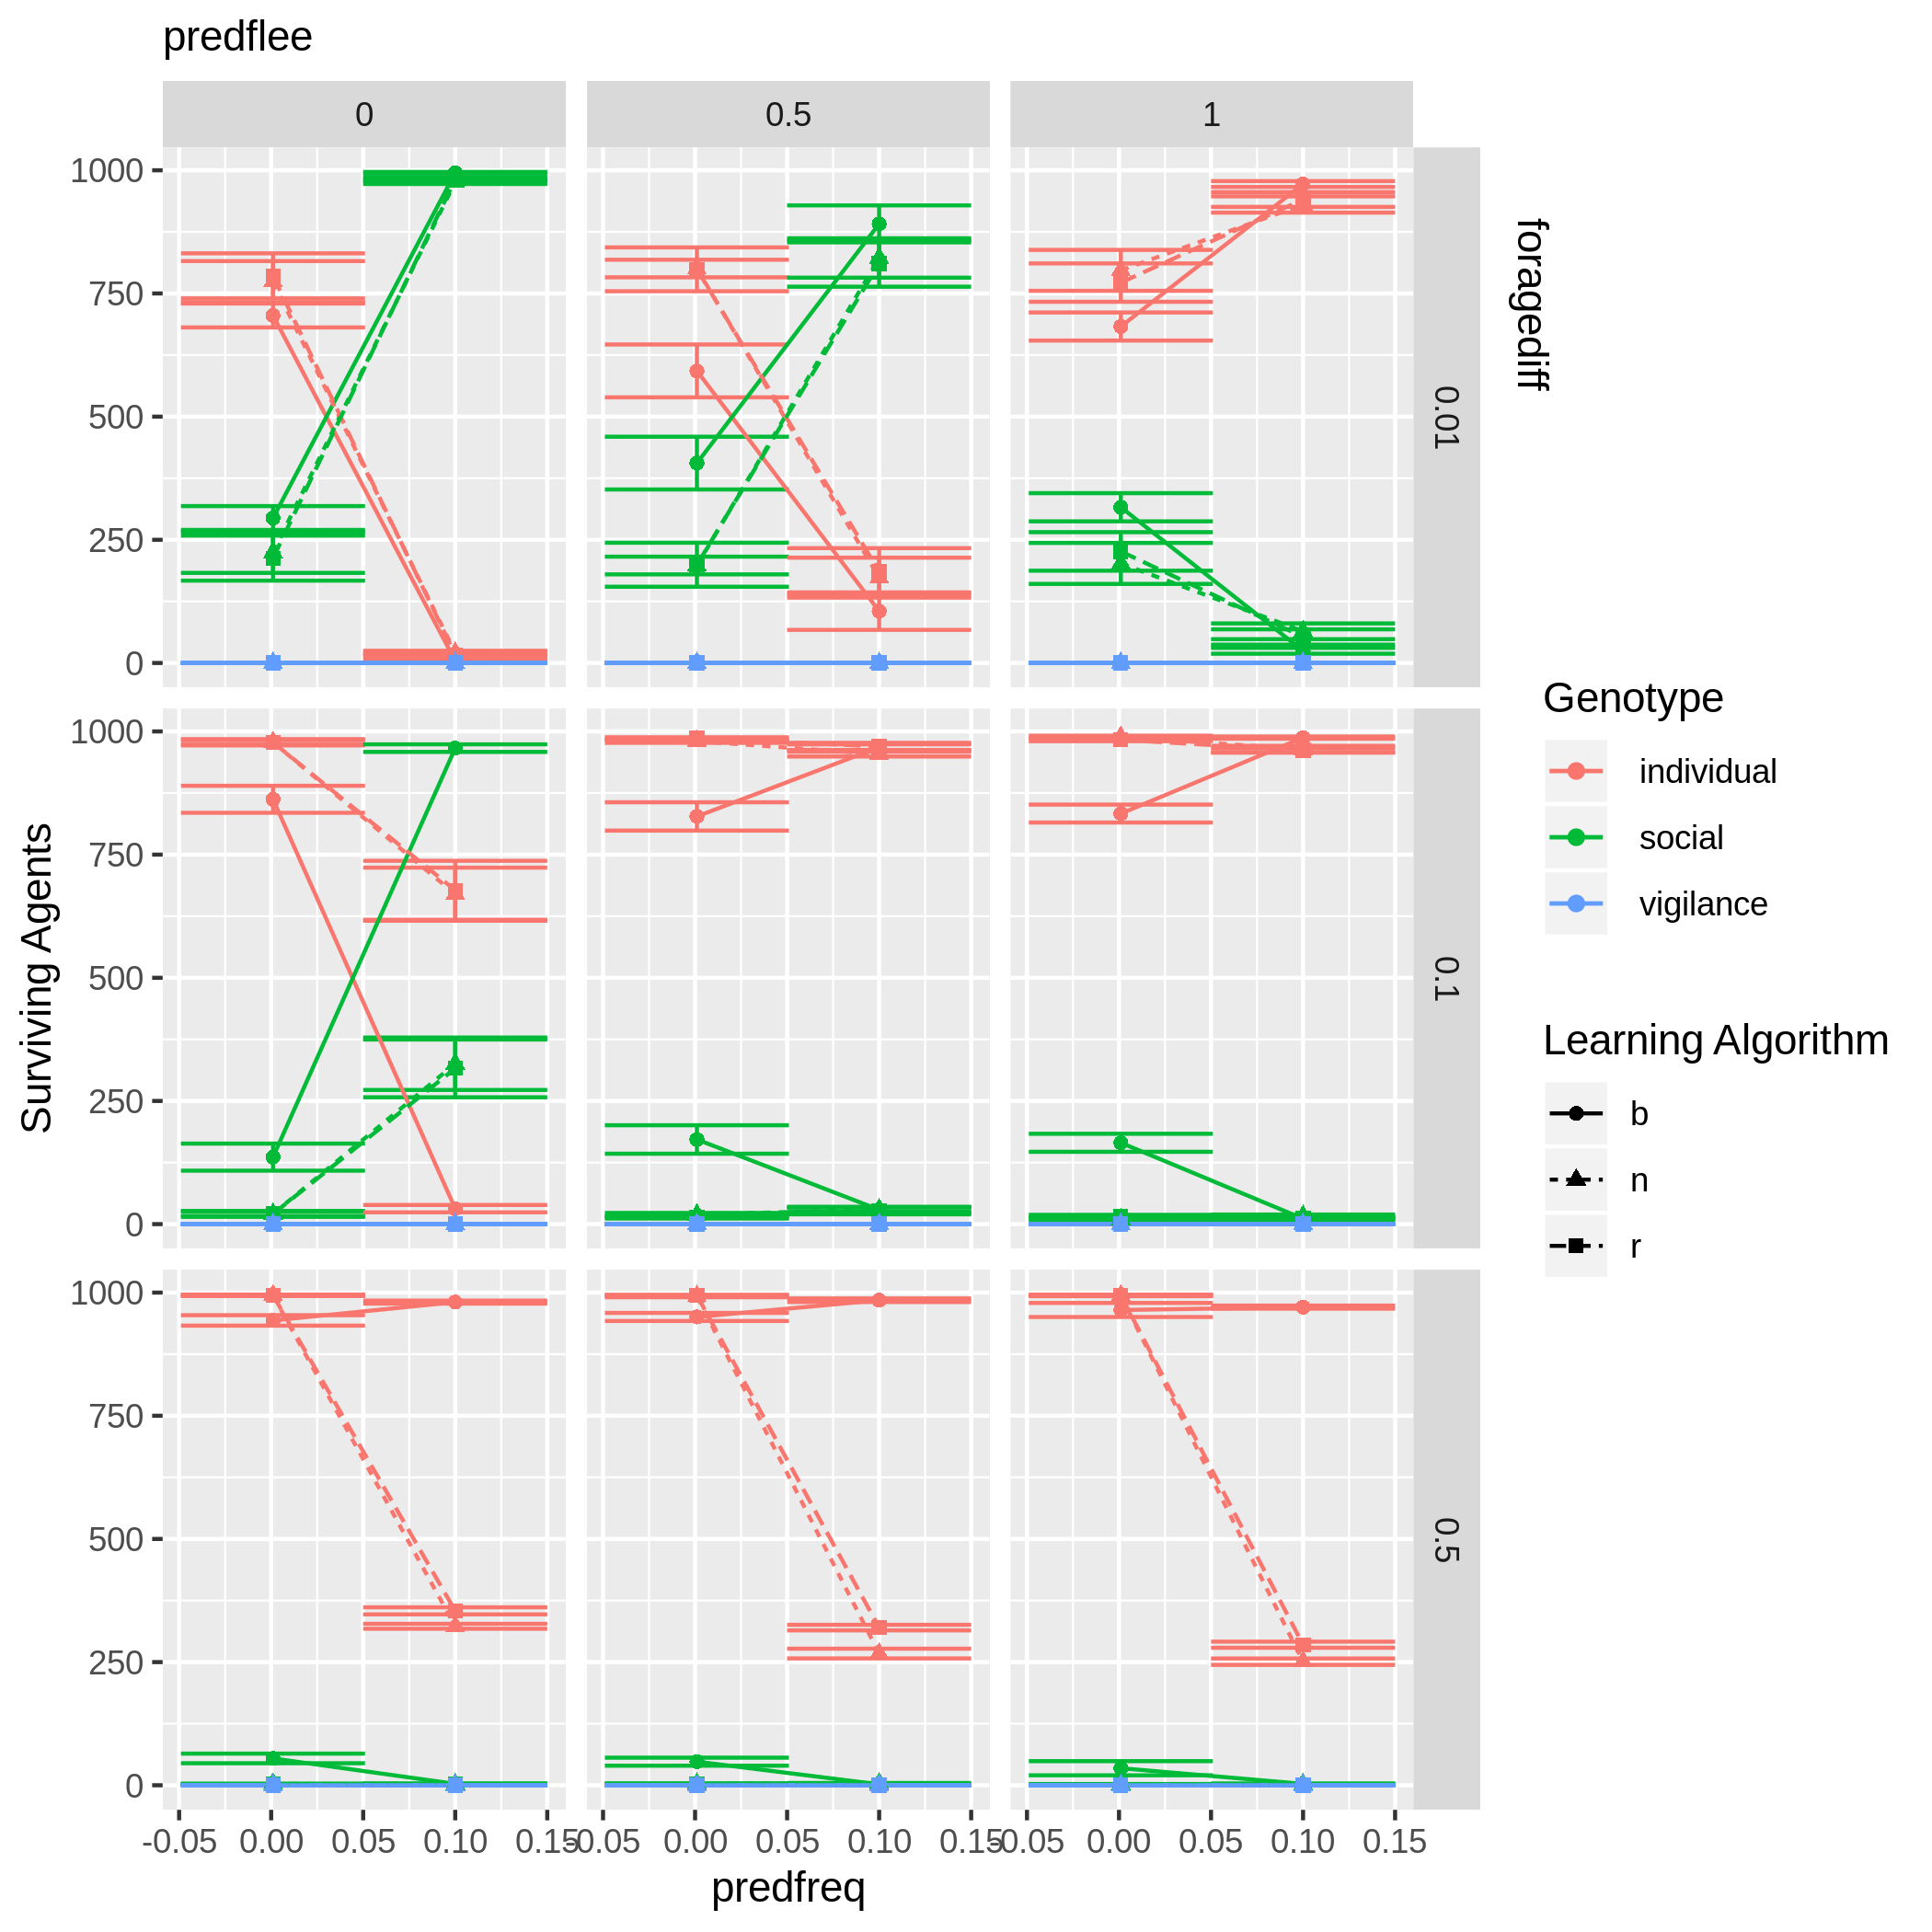 predflee
0 0.5 1
foragediff
0.01
0.1
0.5
Surviving Agents
1000
750
500
250
0
1000
750
500
250
0
1000
750
500
250
0
-0.05 0.00 0.05 0.10 0.15 -0.05 0.00 0.05 0.10 0.15 -0.05 0.00 0.05 0.10 0.15
predfreq
Genotype
individual
social
vigilance
Learning Algorithm
b
n
r